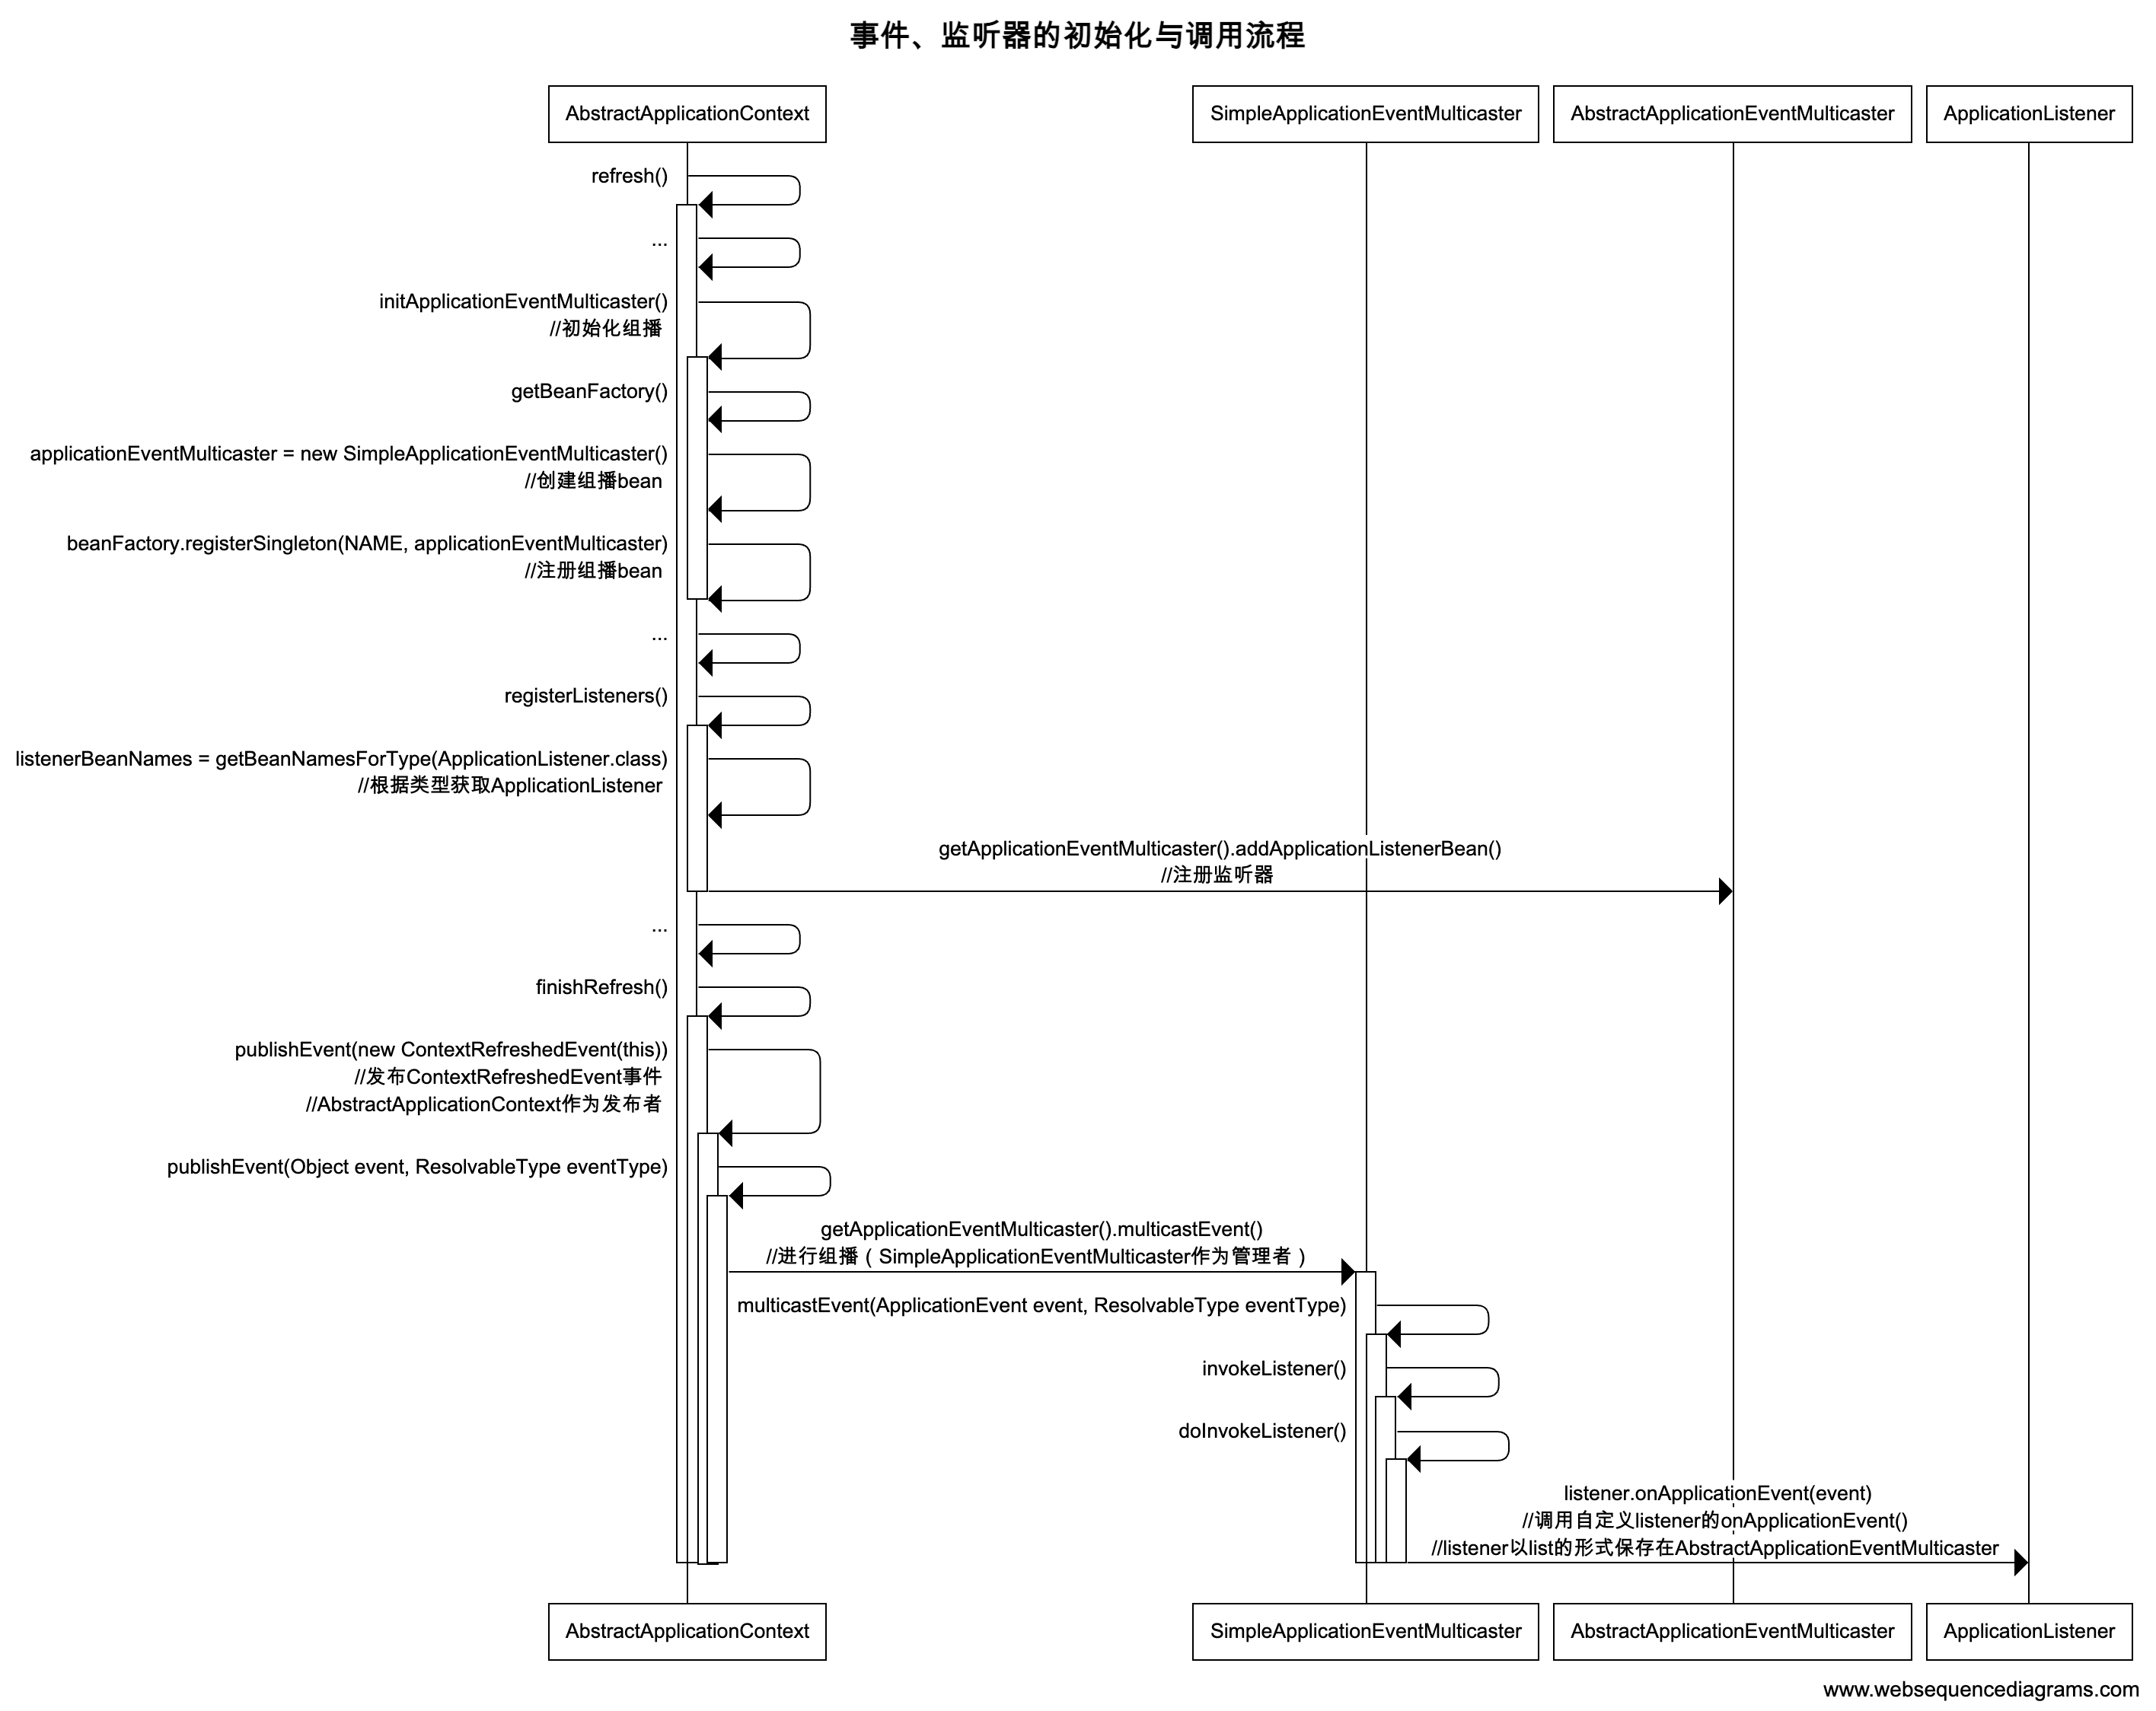 事件、监听器的初始化与调用流程
AbstractApplicationContext
SimpleApplicationEventMulticaster
AbstractApplicationEventMulticaster
ApplicationListener
refresh()
...
initApplicationEventMulticaster()
//初始化组播
getBeanFactory()
applicationEventMulticaster = new SimpleApplicationEventMulticaster()
//创建组播bean
beanFactory.registerSingleton(NAME, applicationEventMulticaster)
//注册组播bean
...
registerListeners()
listenerBeanNames = getBeanNamesForType(ApplicationListener.class)
//根据类型获取ApplicationListener
getApplicationEventMulticaster().addApplicationListenerBean()
//注册监听器
...
finishRefresh()
publishEvent(new ContextRefreshedEvent(this))
//发布ContextRefreshedEvent事件
//AbstractApplicationContext作为发布者
publishEvent(Object event, ResolvableType eventType)
getApplicationEventMulticaster().multicastEvent()
//进行组播（SimpleApplicationEventMulticaster作为管理者）
multicastEvent(ApplicationEvent event, ResolvableType eventType)
invokeListener()
doInvokeListener()
listener.onApplicationEvent(event)
//调用自定义listener的onApplicationEvent()
//listener以list的形式保存在AbstractApplicationEventMulticaster
AbstractApplicationContext
SimpleApplicationEventMulticaster
AbstractApplicationEventMulticaster
ApplicationListener
www.websequencediagrams.com